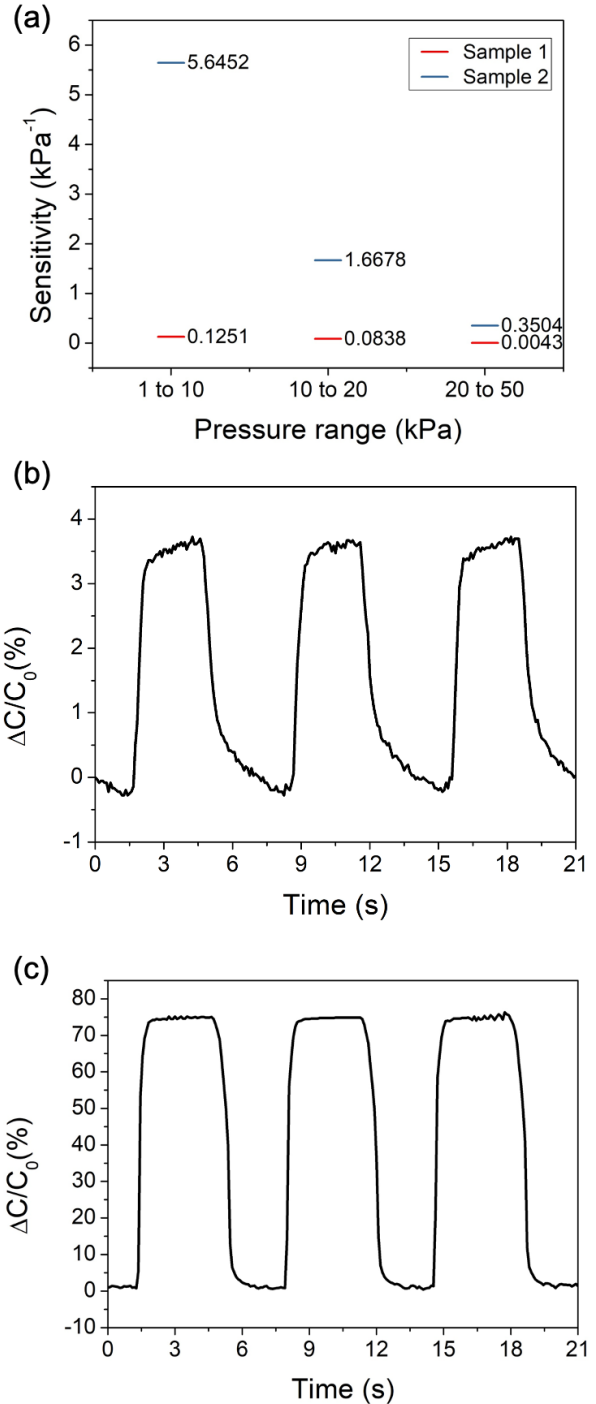 (a)
6
5
4
3
2
1
0
Sensitivity (kPa⁻¹)
Sample 1
Sample 2
5.6452
1.6678
0.1251
0.0838
0.3504
0.0043
1 to 10
10 to 20
20 to 50
Pressure range (kPa)
(b)
4
3
2
1
0
-1
ΔC/C₀(%)
0 3 6 9 12 15 18 21
Time (s)
(c)
80
70
60
50
40
30
20
10
0
-10
ΔC/C₀(%)
0 3 6 9 12 15 18 21
Time (s)